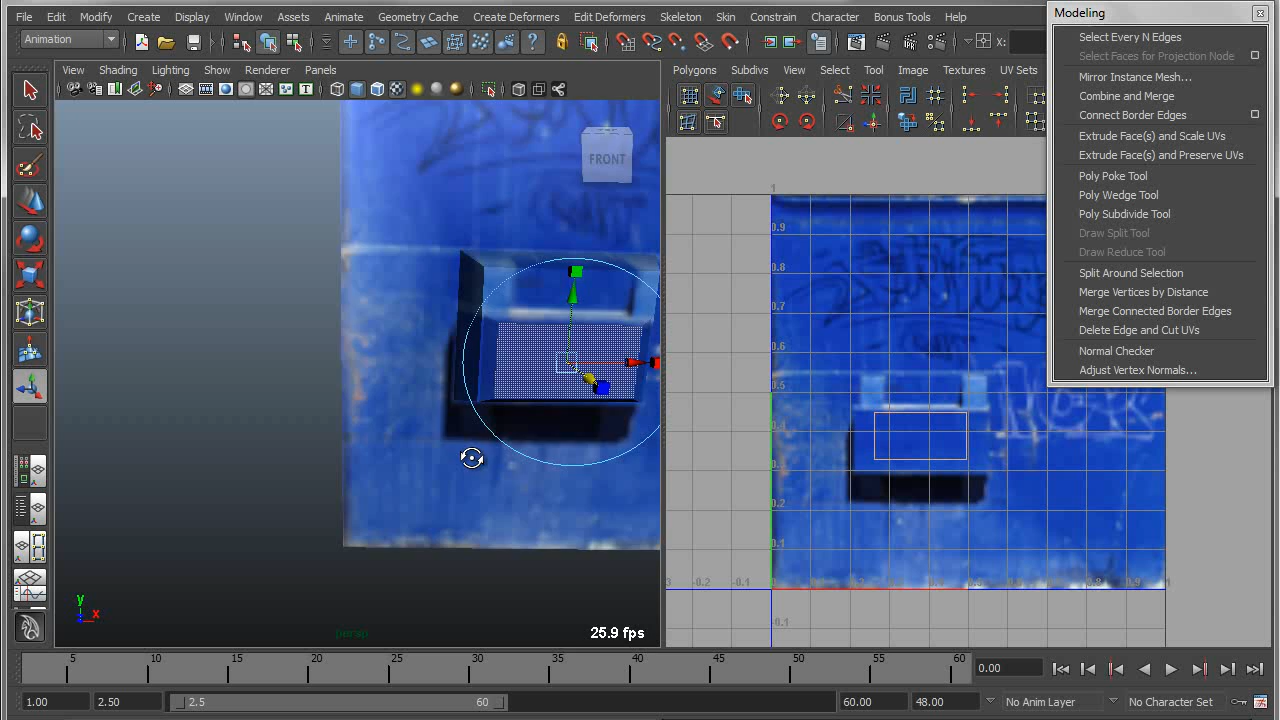 File Edit Modify Create Display Window Assets Animate Geometry Cache Create Deformers Edit Deformers Skeleton Skin Constrain Character Bonus Tools Help
Animation
X:
View Shading Lighting Show Renderer Panels
Polygons Subdivs View Select Tool Image Textures UV Sets
Modeling
Select Every N Edges
Select Faces for Projection Node
Mirror Instance Mesh...
Combine and Merge
Connect Border Edges
Extrude Face(s) and Scale UVs
Extrude Face(s) and Preserve UVs
Poly Poke Tool
Poly Wedge Tool
Poly Subdivide Tool
Draw Split Tool
Draw Reduce Tool
Split Around Selection
Merge Vertices by Distance
Merge Connected Border Edges
Delete Edge and Cut UVs
Normal Checker
Adjust Vertex Normals...
FRONT
y
x
persp
25.9 fps
1
0.9
0.8
0.7
0.6
0.5
0.4
0.3
0.2
0.1
-0.2 -0.1
-0.1
5 10 15 20 25 30 35 40 45 50 55 60
0.00
1.00 2.50 2.5 60 60.00 48.00 No Anim Layer No Character Set